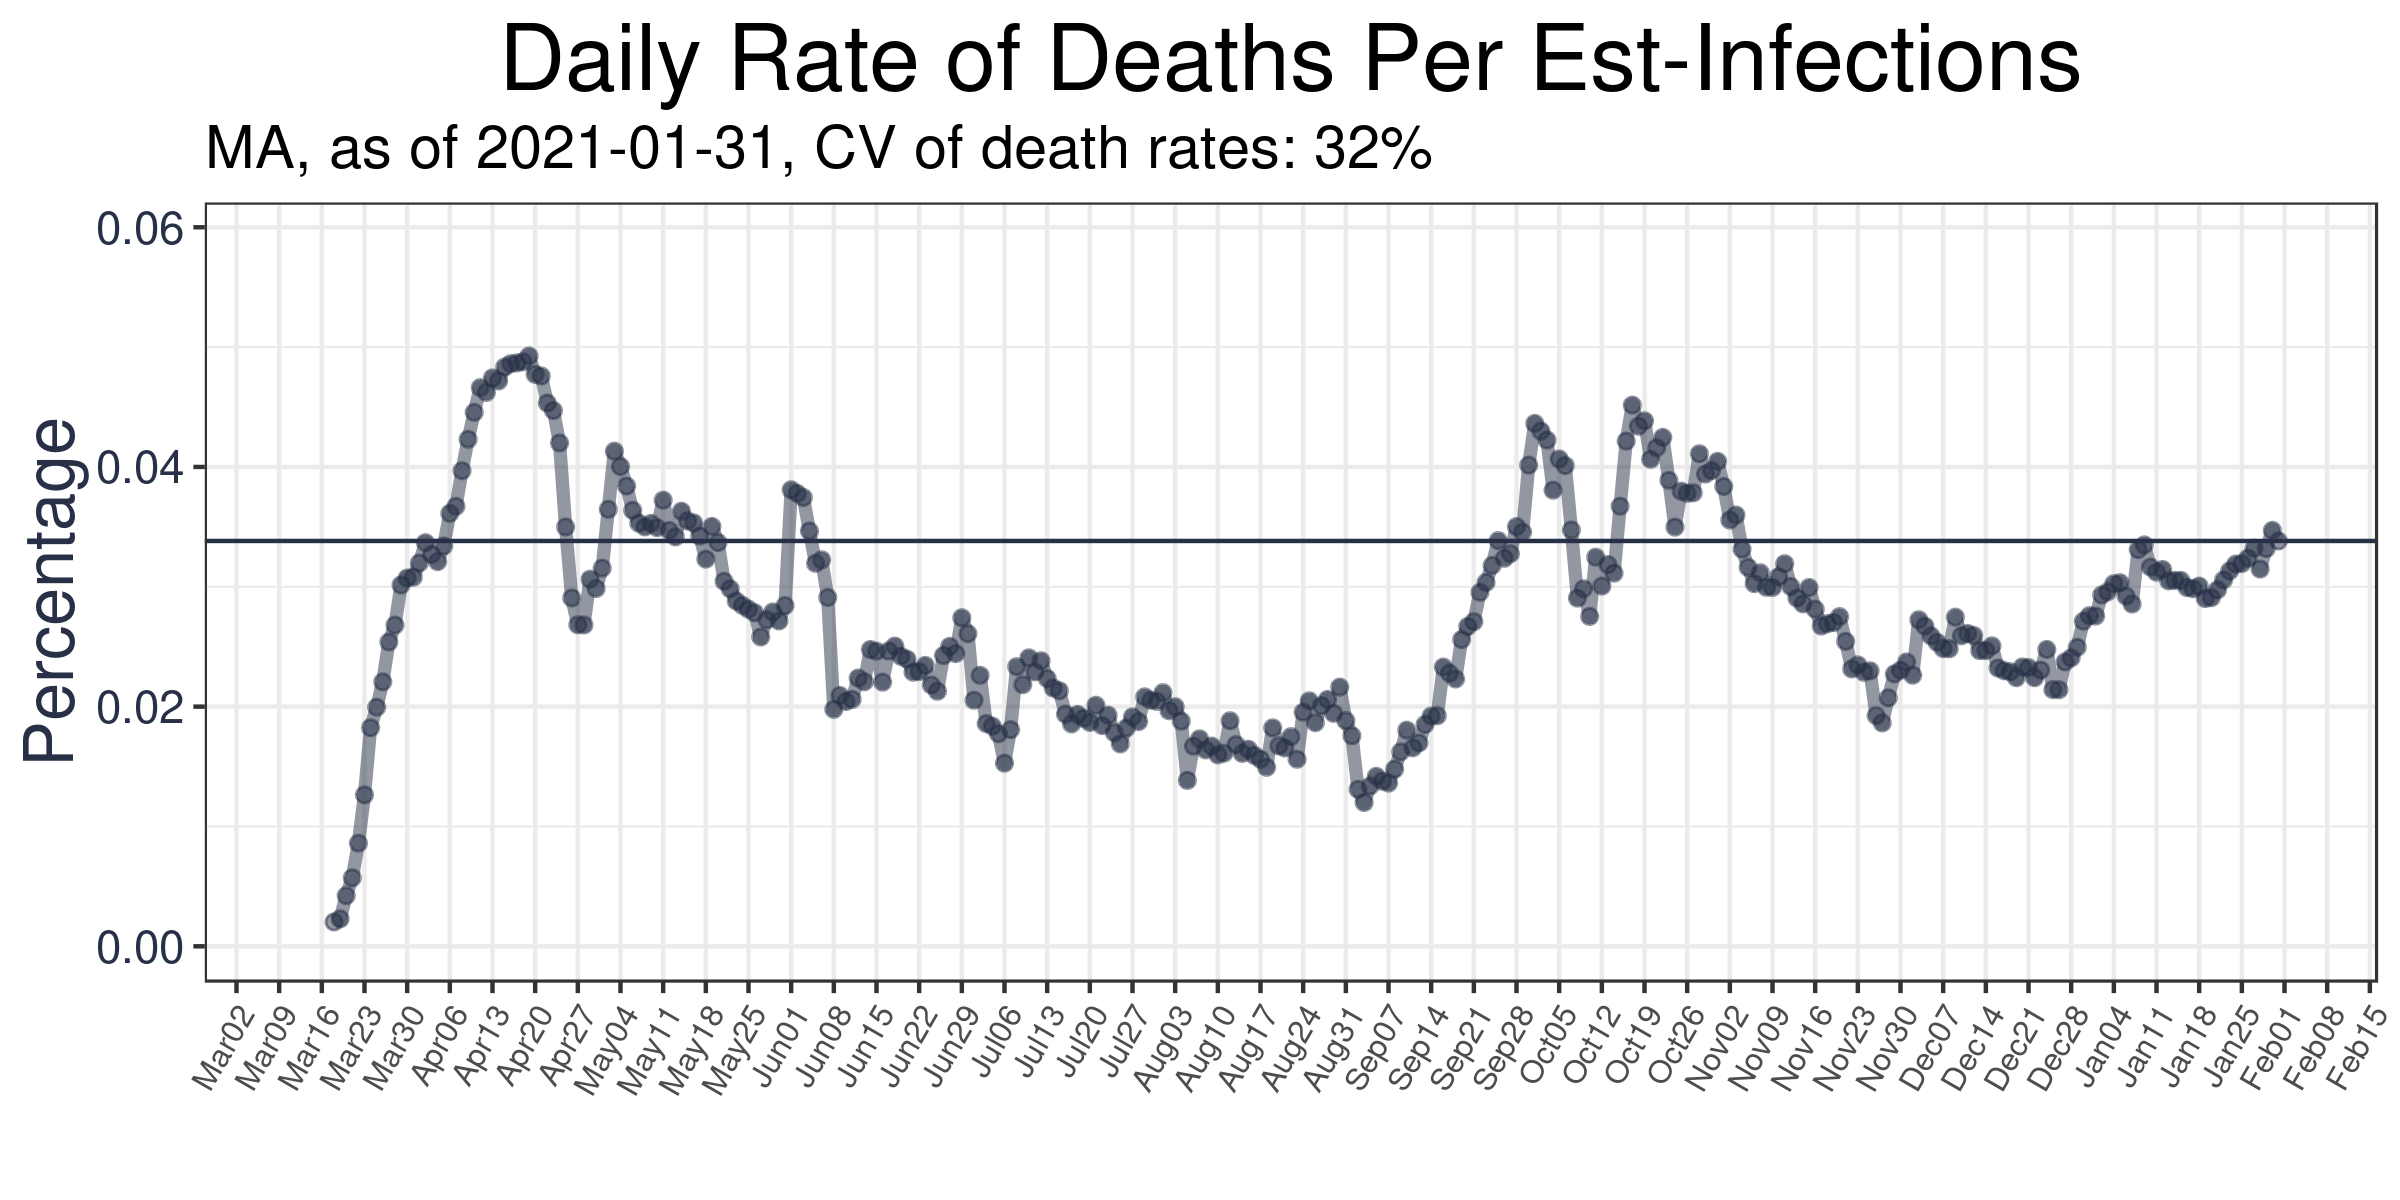 Daily Rate of Deaths Per Est-Infections
MA, as of 2021-01-31, CV of death rates: 32%
Percentage
0.06
0.04
0.02
0.00
Mar02
Mar09
Mar16
Mar23
Mar30
Apr06
Apr13
Apr20
Apr27
May04
May11
May18
May25
Jun01
Jun08
Jun15
Jun22
Jun29
Jul06
Jul13
Jul20
Jul27
Aug03
Aug10
Aug17
Aug24
Aug31
Sep07
Sep14
Sep21
Sep28
Oct05
Oct12
Oct19
Oct26
Nov02
Nov09
Nov16
Nov23
Nov30
Dec07
Dec14
Dec21
Dec28
Jan04
Jan11
Jan18
Jan25
Feb01
Feb08
Feb15